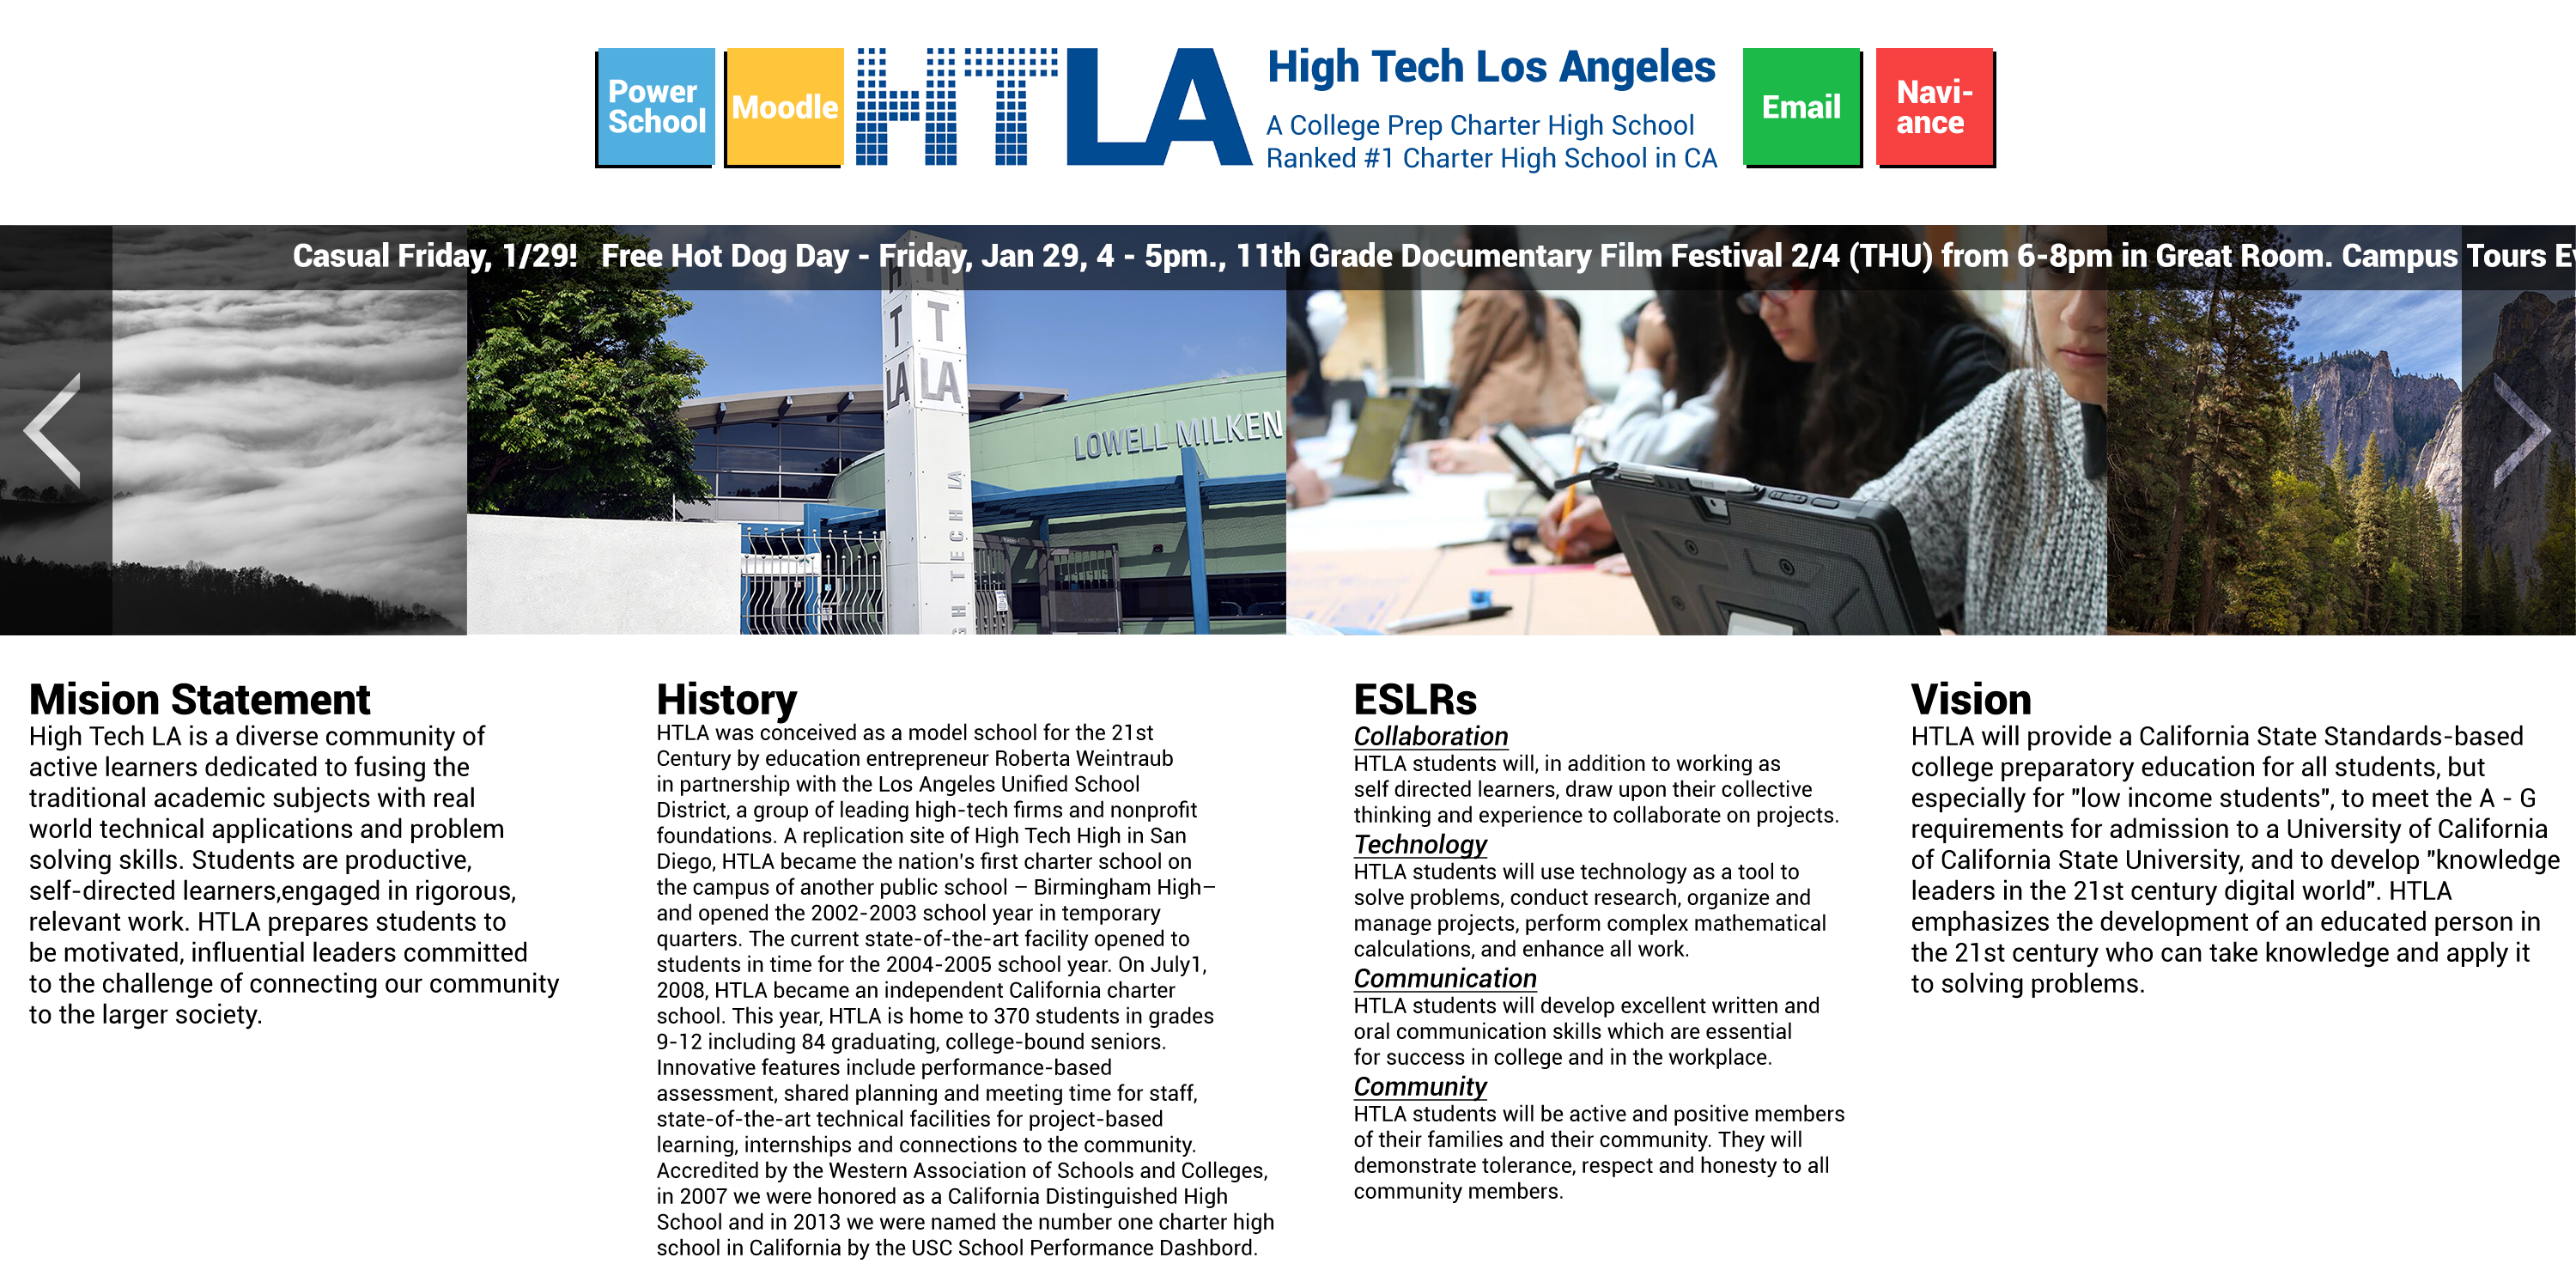 Power
School
Moodle
HTLA
High Tech Los Angeles
A College Prep Charter High School
Ranked #1 Charter High School in CA
Email
Navi-
ance
Casual Friday, 1/29!   Free Hot Dog Day - Friday, Jan 29, 4 - 5pm., 11th Grade Documentary Film Festival 2/4 (THU) from 6-8pm in Great Room. Campus Tours
H
T
LA
H
T
LA
TECH LA
LOWELL MILKEN
Mision Statement
High Tech LA is a diverse community of
active learners dedicated to fusing the
traditional academic subjects with real
world technical applications and problem
solving skills. Students are productive,
self-directed learners,engaged in rigorous,
relevant work. HTLA prepares students to
be motivated, influential leaders committed
to the challenge of connecting our community
to the larger society.
History
HTLA was conceived as a model school for the 21st
Century by education entrepreneur Roberta Weintraub
in partnership with the Los Angeles Unified School
District, a group of leading high-tech firms and nonprofit
foundations. A replication site of High Tech High in San
Diego, HTLA became the nation's first charter school on
the campus of another public school – Birmingham High–
and opened the 2002-2003 school year in temporary
quarters. The current state-of-the-art facility opened to
students in time for the 2004-2005 school year. On July1,
2008, HTLA became an independent California charter
school. This year, HTLA is home to 370 students in grades
9-12 including 84 graduating, college-bound seniors.
Innovative features include performance-based
assessment, shared planning and meeting time for staff,
state-of-the-art technical facilities for project-based
learning, internships and connections to the community.
Accredited by the Western Association of Schools and Colleges,
in 2007 we were honored as a California Distinguished High
School and in 2013 we were named the number one charter high
school in California by the USC School Performance Dashbord.
ESLRs
Collaboration
HTLA students will, in addition to working as
self directed learners, draw upon their collective
thinking and experience to collaborate on projects.
Technology
HTLA students will use technology as a tool to
solve problems, conduct research, organize and
manage projects, perform complex mathematical
calculations, and enhance all work.
Communication
HTLA students will develop excellent written and
oral communication skills which are essential
for success in college and in the workplace.
Community
HTLA students will be active and positive members
of their families and their community. They will
demonstrate tolerance, respect and honesty to all
community members.
Vision
HTLA will provide a California State Standards-based
college preparatory education for all students, but
especially for "low income students", to meet the A - G
requirements for admission to a University of California
of California State University, and to develop "knowledge
leaders in the 21st century digital world". HTLA
emphasizes the development of an educated person in
the 21st century who can take knowledge and apply it
to solving problems.